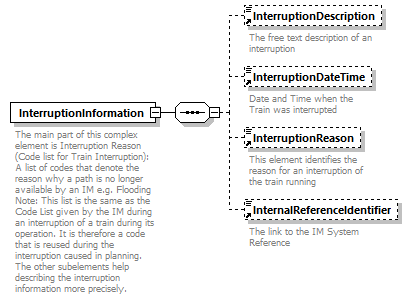 InterruptionDescription
The free text description of an
interruption
InterruptionDateTime
Date and Time when the
Train was interrupted
InterruptionInformation
The main part of this complex
element is Interruption Reason
(Code list for Train Interruption):
A list of codes that denote the
reason why a path is no longer
available by an IM e.g. Flooding
Note: This list is the same as the
Code List given by the IM during
an interruption of a train during its
operation. It is therefore a code
that is reused during the
interruption caused in planning.
The other subelements help
describing the interruption
information more precisely.
InterruptionReason
This element identifies the
reason for an interruption of
the train running
InternalReferenceIdentifier
The link to the IM System
Reference